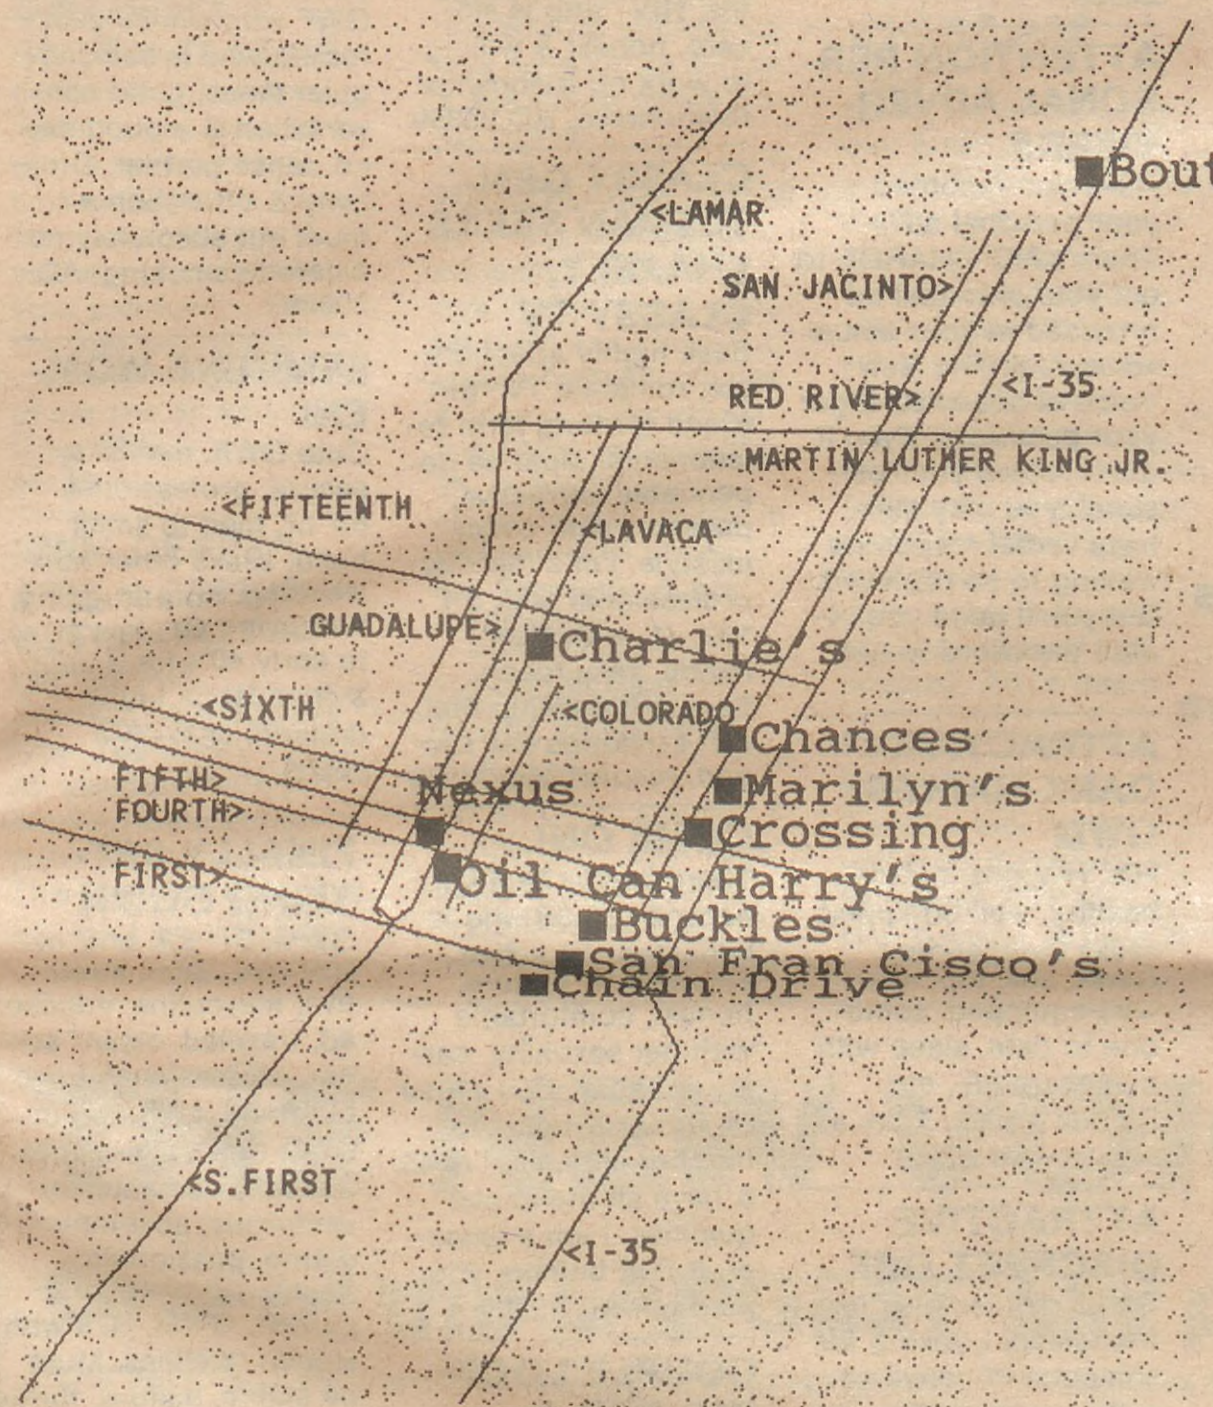 Bout
<LAMAR
SAN JACINTO>
<I-35
RED RIVER>
MARTIN LUTHER KING JR.
<FIFTEENTH
<LAVACA
GUADALUPE>
Charlie's
<SIXTH
<COLORADO
Chances
FIFTH>
Nexus
Marilyn's
FOURTH>
Crossing
FIRST>
Oil Can Harry's
Buckles
San Fran Cisco's
Chain Drive
<S.FIRST
<I-35